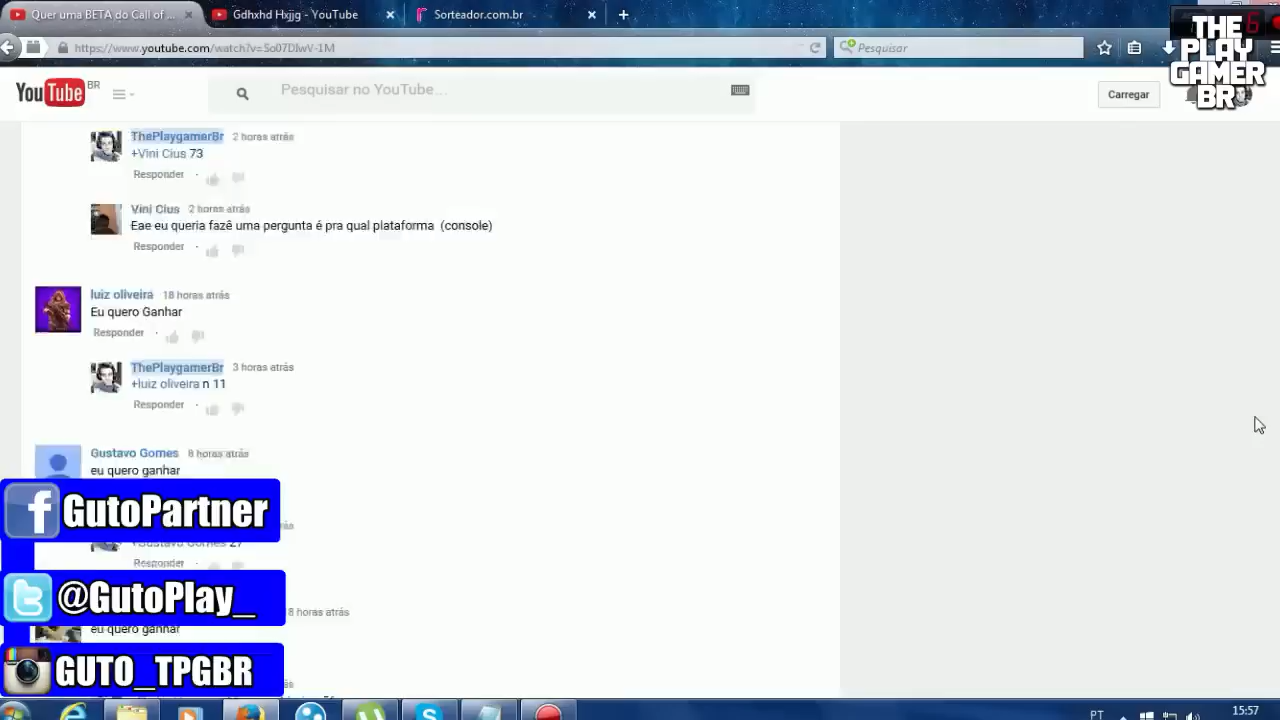 Quer uma BETA do Call of ...
Gdhxhd Hxjjg - YouTube
Sorteador.com.br
https://www.youtube.com/watch?v=So07DIwV-1M
Pesquisar
THE
PLAY
GAMER
BR
6
YouTube BR
Pesquisar no YouTube...
Carregar
ThePlaygamerBr 2 horas atrás
+Vini Cius 73
Responder
Vini Cius 2 horas atrás
Eae eu queria fazê uma pergunta é pra qual plataforma (console)
Responder
luiz oliveira 18 horas atrás
Eu quero Ganhar
Responder
ThePlaygamerBr 3 horas atrás
+luiz oliveira n 11
Responder
Gustavo Gomes 8 horas atrás
eu quero ganhar
GutoPartner
+Gustavo Gomes 27
Responder
@GutoPlay_
8 horas atrás
eu quero ganhar
GUTO_TPGBR
PT
15:57